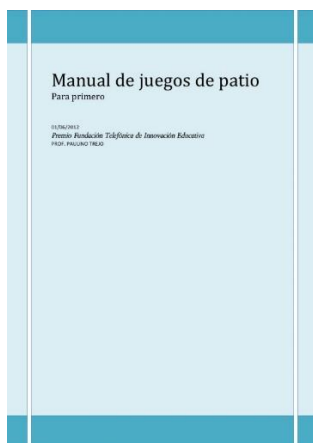 Manual de juegos de patio
Para primero
01/06/2012
Premio Fundación Telefónica de Innovación Educativa
PROF. PAULINO TREJO